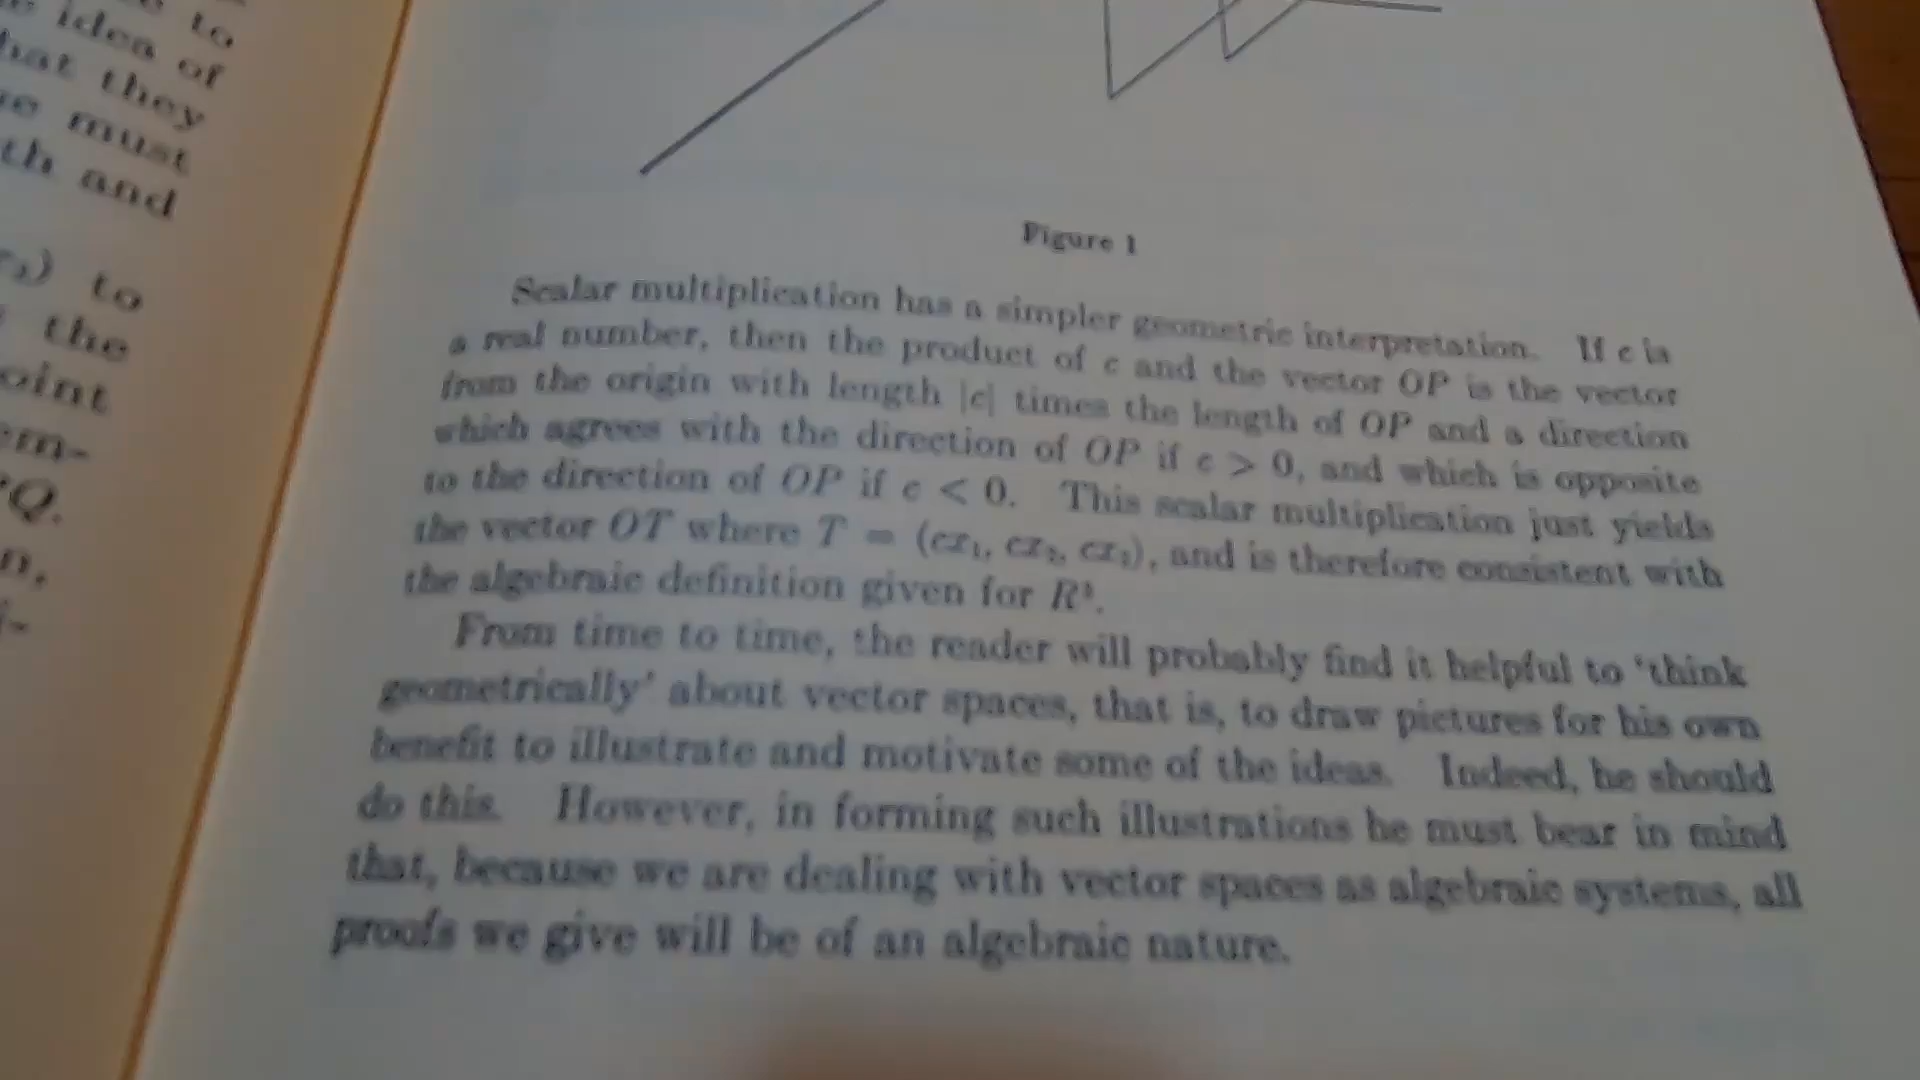 to
idea of
that they
must
th and
to
the
oint
em-
Q.
n,
Figure 1
Scalar multiplication has a simpler geometric interpretation. If c is
a real number, then the product of c and the vector OP is the vector
from the origin with length |c| times the length of OP and a direction
which agrees with the direction of OP if c > 0, and which is opposite
to the direction of OP if c < 0. This scalar multiplication just yields
the vector OT where T = (cx₁, cx₂, cx₃), and is therefore consistent with
the algebraic definition given for R³.
From time to time, the reader will probably find it helpful to 'think
geometrically' about vector spaces, that is, to draw pictures for his own
benefit to illustrate and motivate some of the ideas. Indeed, he should
do this. However, in forming such illustrations he must bear in mind
that, because we are dealing with vector spaces as algebraic systems, all
proofs we give will be of an algebraic nature.